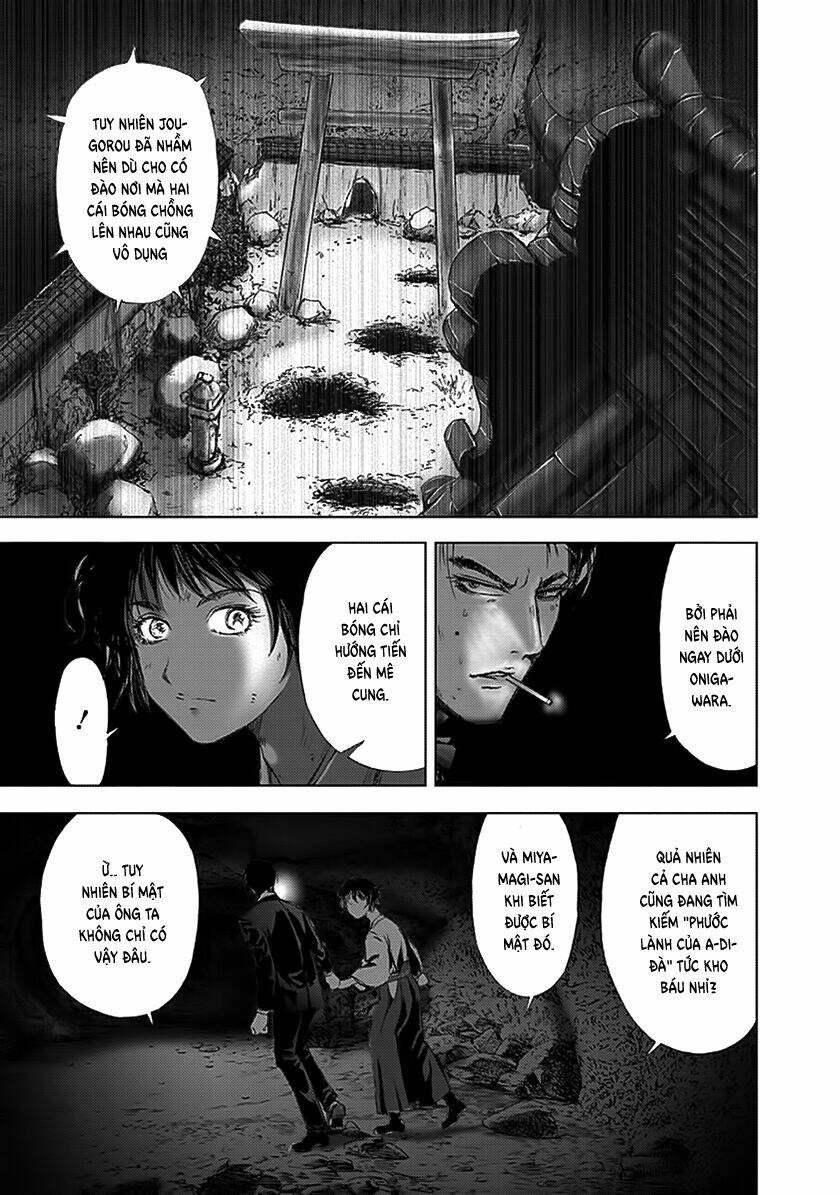 TUY NHIÊN JOU-
GOROU ĐÃ NHẦM
NÊN DÙ CHO CÓ
ĐÀO NƠI MÀ HAI
CÁI BÓNG CHỒNG
LÊN NHAU CŨNG
VÔ DỤNG
BỞI PHẢI
NÊN ĐÀO
NGAY DƯỚI
ONIGA-
WARA.
HAI CÁI
BÓNG CHỈ
HƯỚNG TIẾN
ĐẾN MÊ
CUNG.
!
QUẢ NHIÊN
CẢ CHA ANH
CŨNG ĐANG TÌM
KIẾM "PHƯỚC
LÀNH CỦA A-DI-
ĐÀ" TỨC KHO
BÁU NHỈ?
VÀ MIYA-
MAGI-SAN
KHI BIẾT
ĐƯỢC BÍ
MẬT ĐÓ.
Ừ.. TUY
NHIÊN BÍ MẬT
CỦA ÔNG TA
KHÔNG CHỈ CÓ
VẬY ĐÂU.